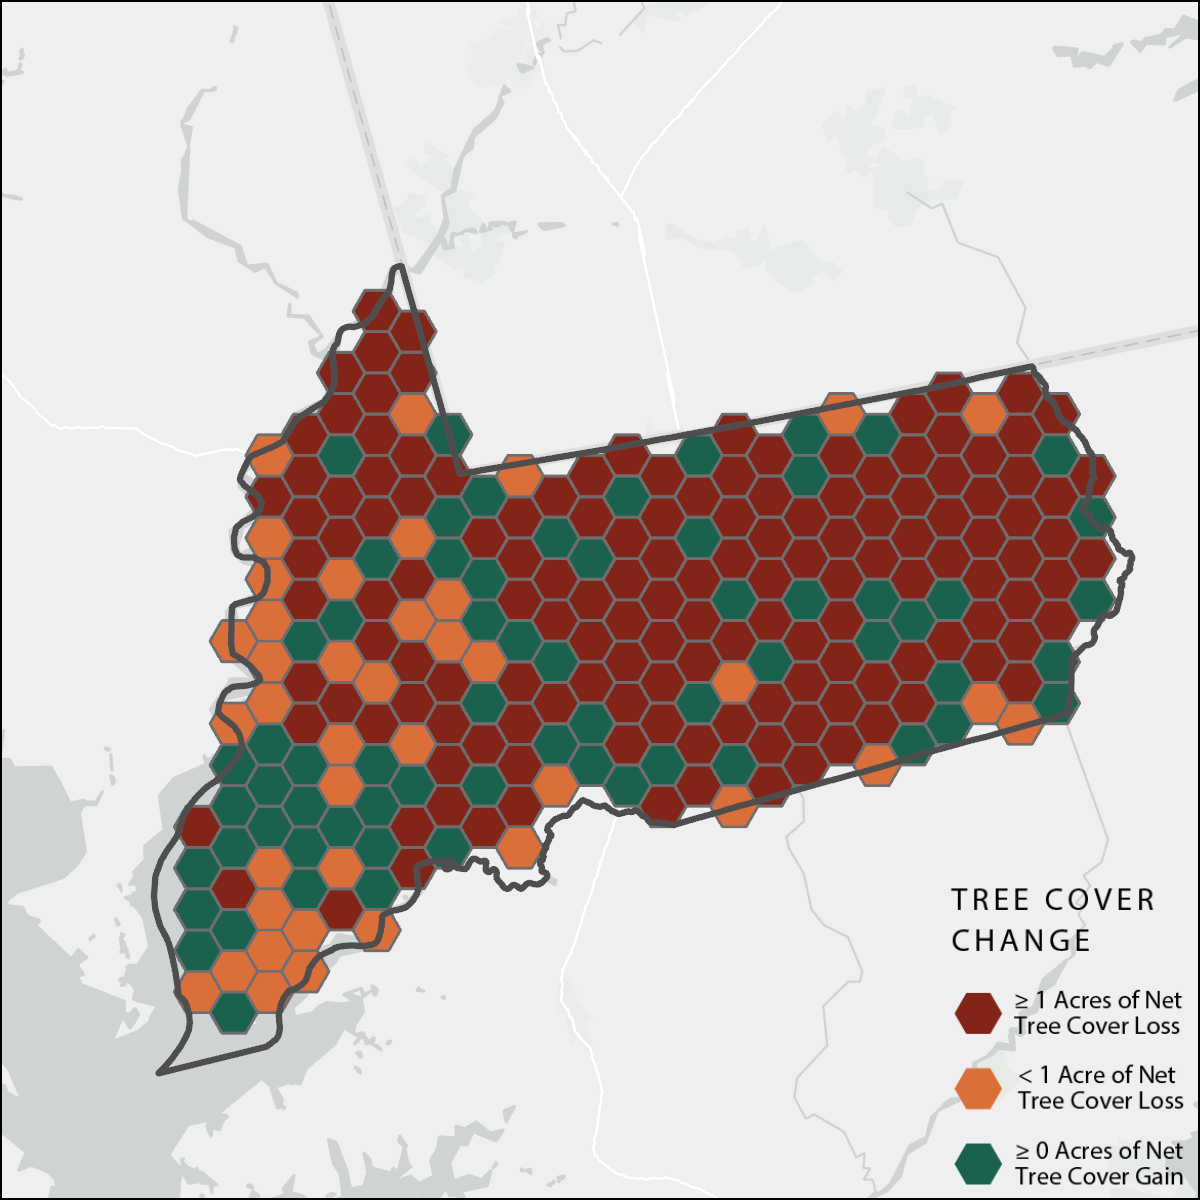 TREE COVER
CHANGE
≥ 1 Acres of Net
Tree Cover Loss
< 1 Acre of Net
Tree Cover Loss
≥ 0 Acres of Net
Tree Cover Gain